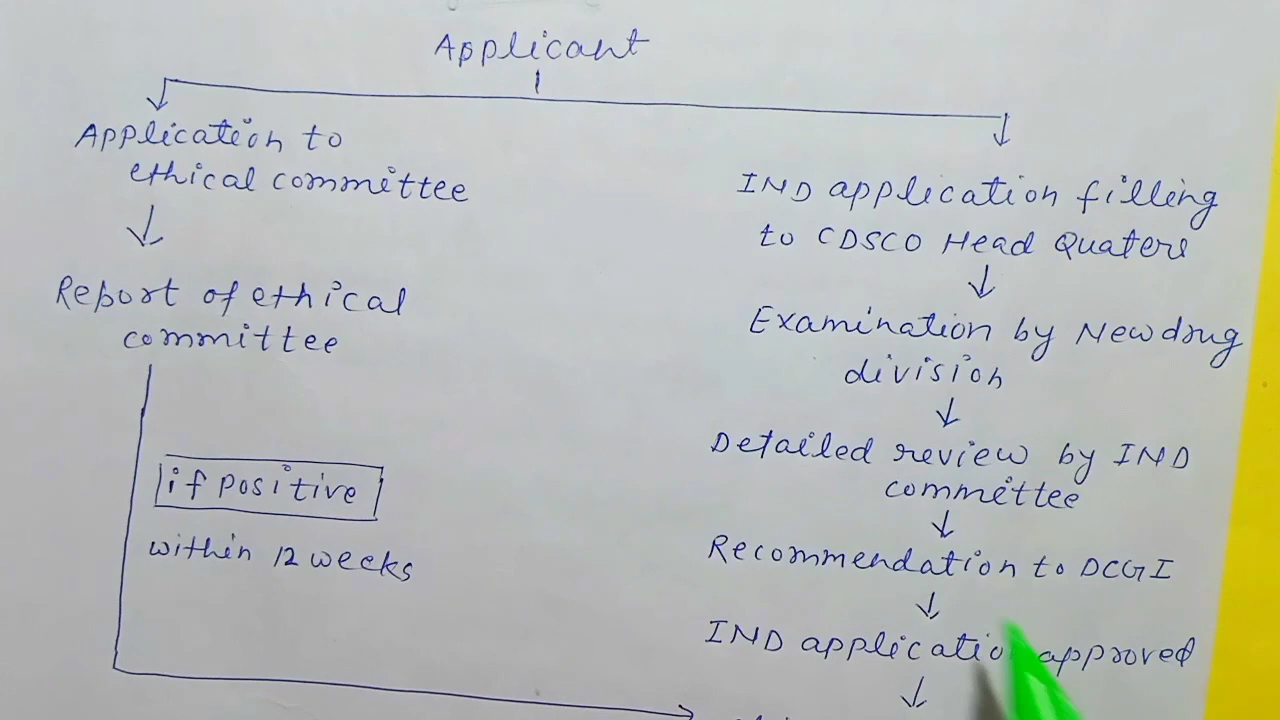 Applicant
Application to
ethical committee
Report of ethical
committee
if positive
within 12 weeks
IND application filling
to CDSCO Head Quaters
Examination by New drug
division
Detailed review by IND
committee
Recommendation to DCGI
IND application approved